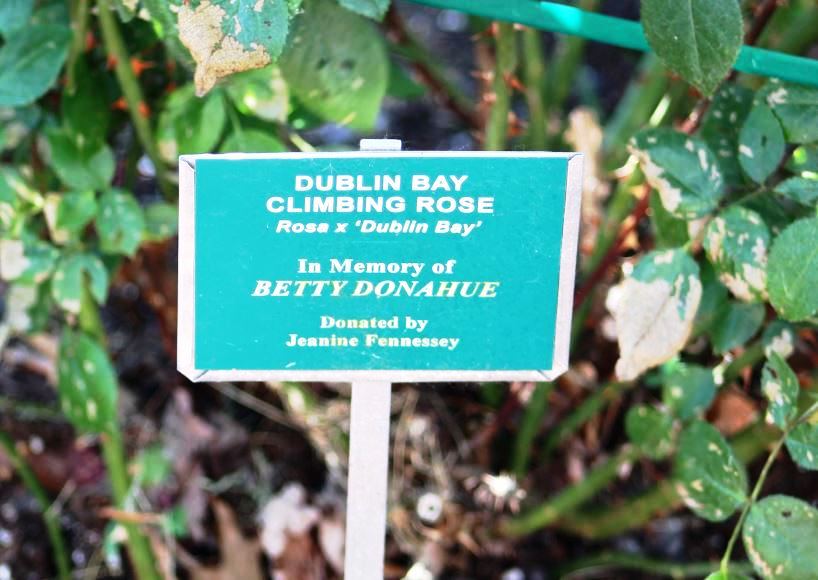 DUBLIN BAY
CLIMBING ROSE
Rosa x ‘Dublin Bay’
In Memory of
BETTY DONAHUE
Donated by
Jeanine Fennessey